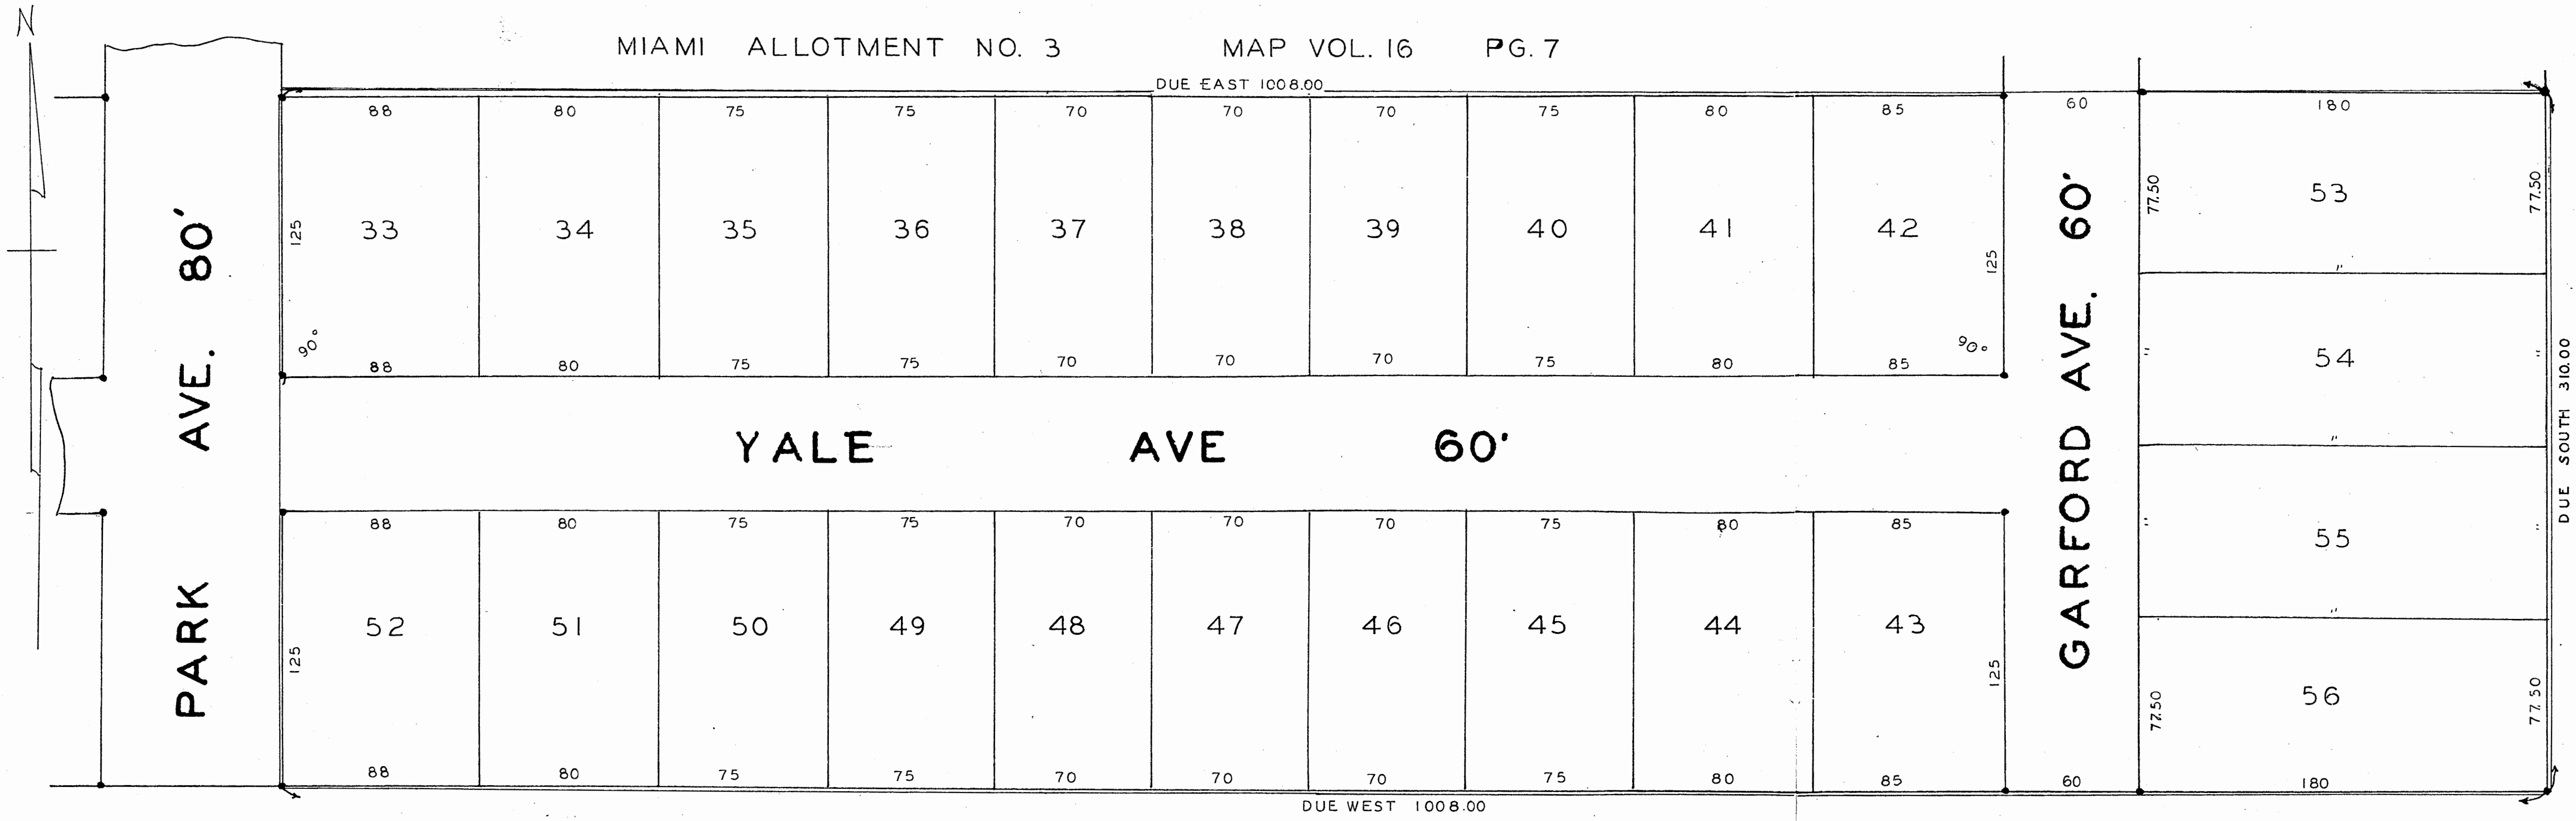 N
MIAMI ALLOTMENT NO. 3 MAP VOL. 16 PG. 7
DUE EAST 1008.00
88 80 75 75 70 70 70 75 80 85 60 180
33 34 35 36 37 38 39 40 41 42
125
125
90°
90°
88 80 75 75 70 70 70 75 80 85
PARK AVE. 80'
YALE AVE 60'
GARFORD AVE. 60'
88 80 75 75 70 70 70 75 80 85
52 51 50 49 48 47 46 45 44 43
125
125
88 80 75 75 70 70 70 75 80 85 60 180
DUE WEST 1008.00
77.50 53 77.50
"
" 54 "
"
" 55 "
"
77.50 56 77.50
DUE SOUTH 310.00